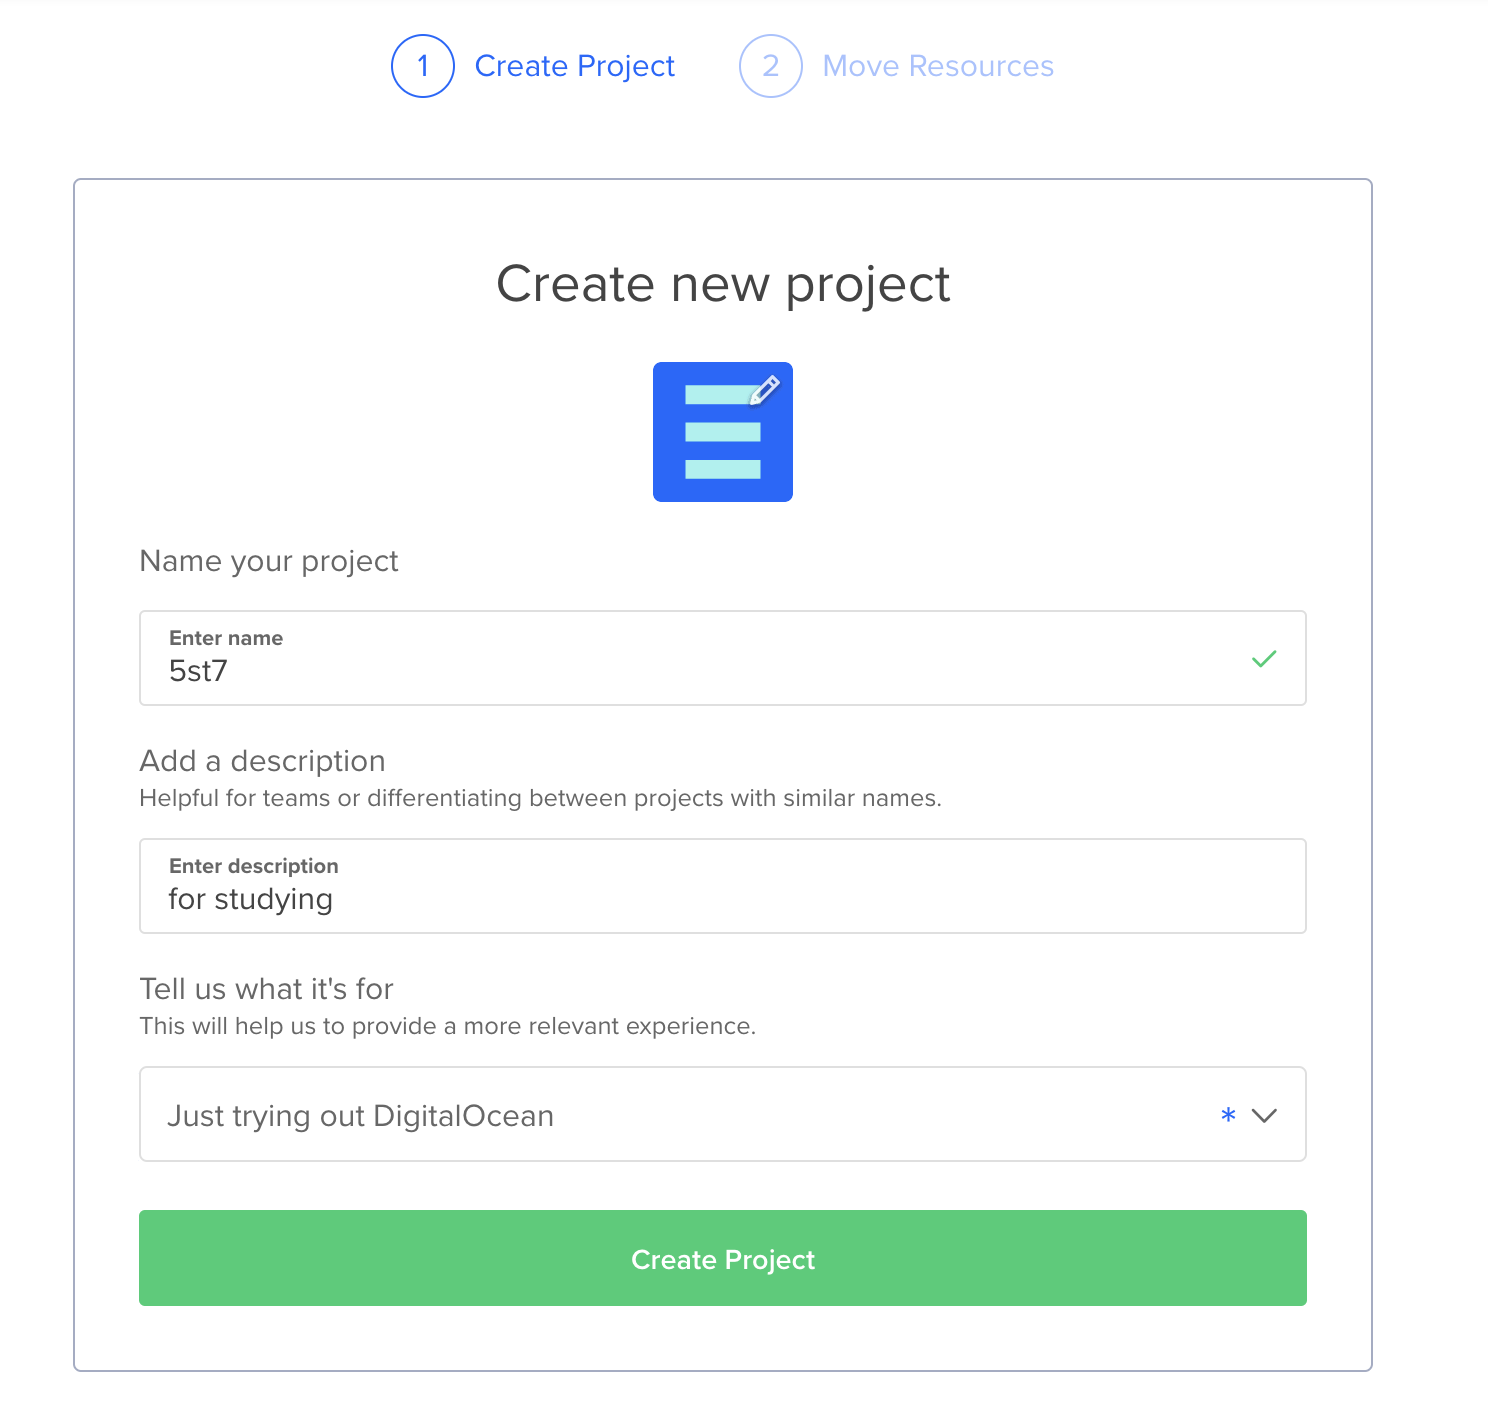 1 Create Project 2 Move Resources
Create new project
Name your project
Enter name
5st7
Add a description
Helpful for teams or differentiating between projects with similar names.
Enter description
for studying
Tell us what it's for
This will help us to provide a more relevant experience.
Just trying out DigitalOcean *
Create Project